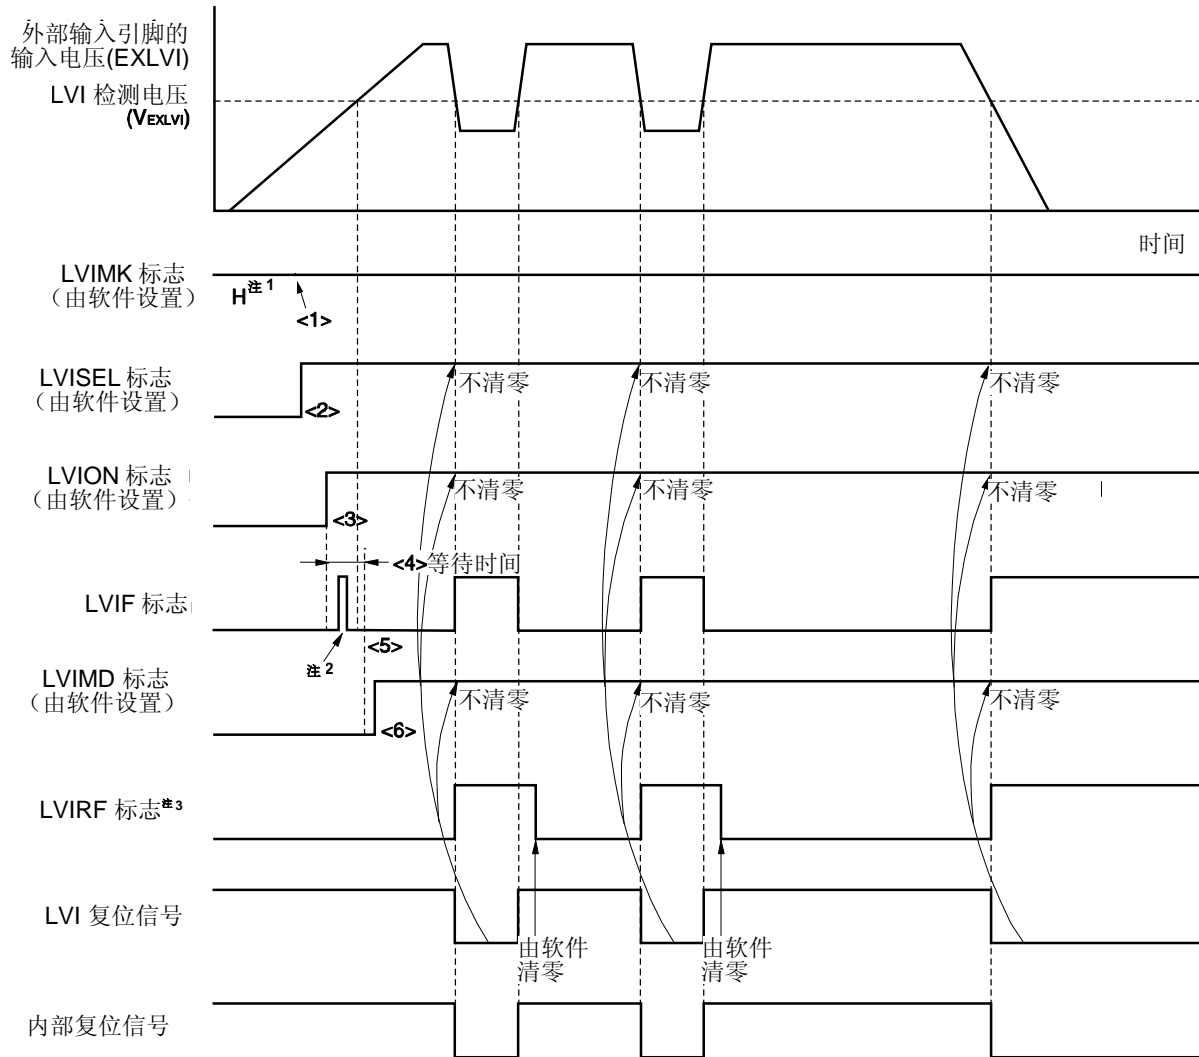 外部输入引脚的
输入电压(EXLVI)
LVI 检测电压
(VEXLVI)
时间
LVIMK 标志
（由软件设置）
H注 1
<1>
LVISEL 标志
（由软件设置）
<2>
不清零
不清零
不清零
LVION 标志
（由软件设置）
<3>
不清零
不清零
不清零
<4>等待时间
LVIF 标志
注 2
<5>
LVIMD 标志
（由软件设置）
<6>
不清零
不清零
不清零
LVIRF 标志注 3
LVI 复位信号
由软件
清零
由软件
清零
内部复位信号